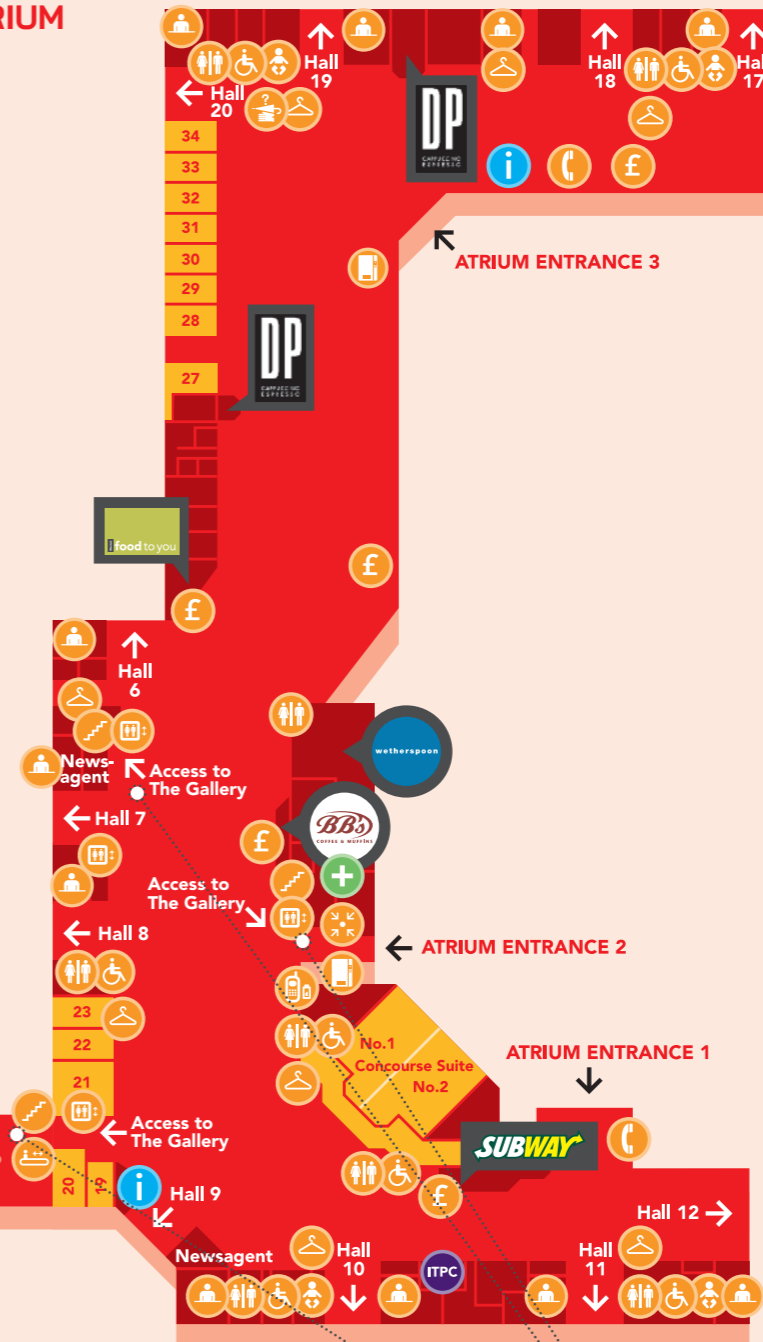 RIUM
Hall
19
Hall
18
Hall
17
Hall
20
?
34
33
32
31
30
29
28
27
DP
CAPPUCCINO
ESPRESSO
i
£
ATRIUM ENTRANCE 3
DP
CAPPUCCINO
ESPRESSO
food to you
£
£
Hall
6
News-
agent
Access to
The Gallery
wetherspoon
Hall 7
BB's
COFFEE & MUFFINS
£
Access to
The Gallery
Hall 8
ATRIUM ENTRANCE 2
23
22
21
No.1
Concourse Suite
No.2
ATRIUM ENTRANCE 1
Access to
The Gallery
SUBWAY
20
19
i
Hall 9
£
Hall 12
Newsagent
Hall
10
ITPC
Hall
11